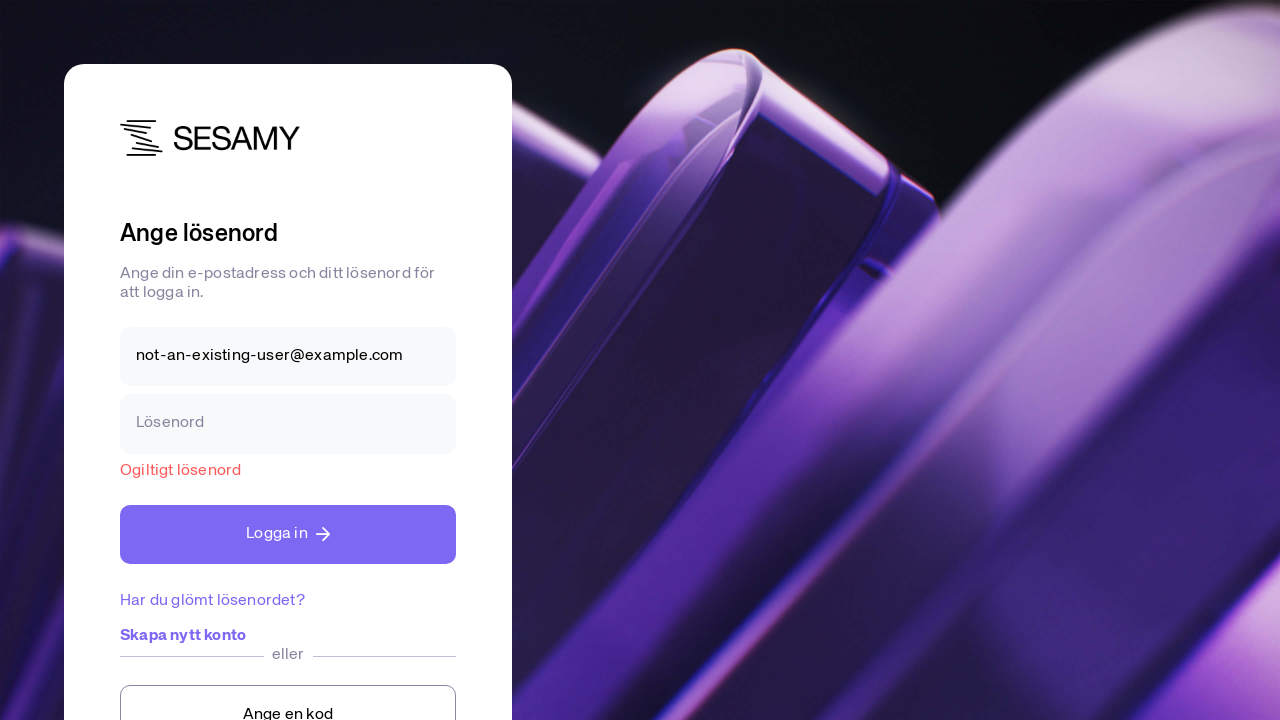 SESAMY
Ange lösenord
Ange din e-postadress och ditt lösenord för
att logga in.
not-an-existing-user@example.com
Lösenord
Ogiltigt lösenord
Logga in
Har du glömt lösenordet?
Skapa nytt konto
eller
Ange en kod